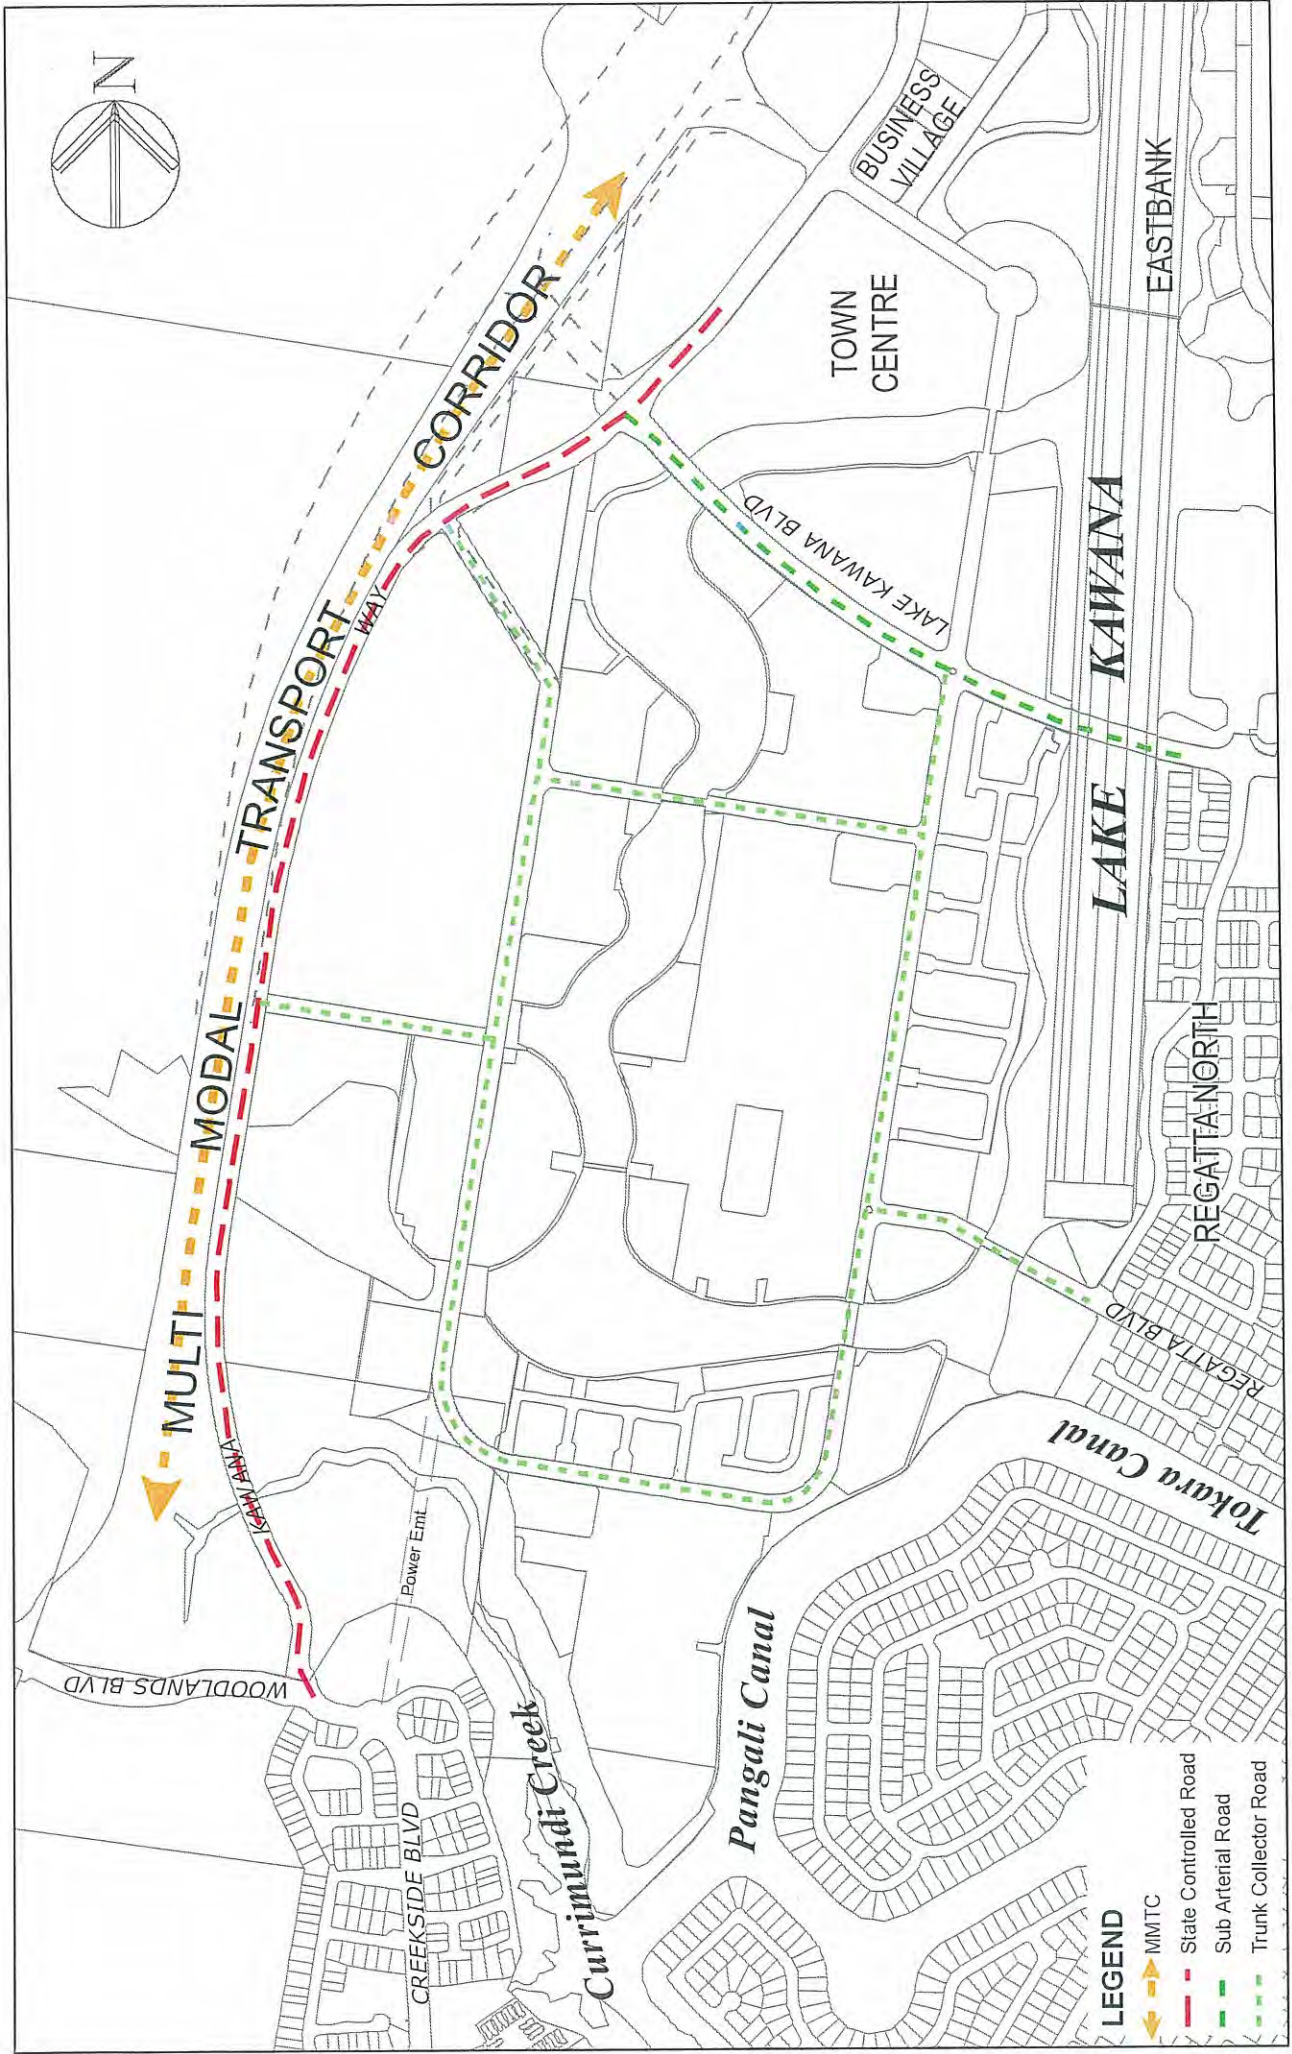 N
MULTI MODAL TRANSPORT CORRIDOR
KAWANA WAY
WOODLANDS BLVD
Power Emt
CREEKSIDE BLVD
Currimundi Creek
Pangali Canal
Tokara Canal
REGATTA BLVD
REGATTA NORTH
LAKE KAWANA
LAKE KAWANA BLVD
TOWN
CENTRE
BUSINESS
VILLAGE
EASTBANK
LEGEND
MMTC
State Controlled Road
Sub Arterial Road
Trunk Collector Road